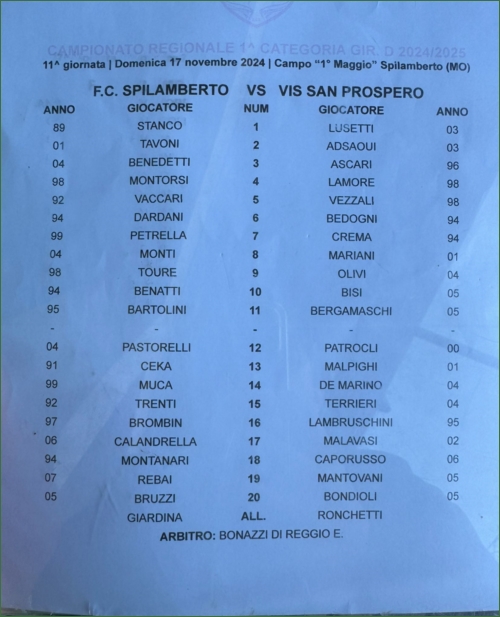 CAMPIONATO REGIONALE 1^ CATEGORIA GIR. D 2024/2025
11^ giornata | Domenica 17 novembre 2024 | Campo "1° Maggio" Spilamberto (MO)
F.C. SPILAMBERTO VS VIS SAN PROSPERO
ANNO GIOCATORE NUM GIOCATORE ANNO
89 STANCO 1 LUSETTI 03
01 TAVONI 2 ADSAOUI 03
04 BENEDETTI 3 ASCARI 96
98 MONTORSI 4 LAMORE 98
92 VACCARI 5 VEZZALI 98
94 DARDANI 6 BEDOGNI 94
99 PETRELLA 7 CREMA 94
04 MONTI 8 MARIANI 01
98 TOURE 9 OLIVI 04
94 BENATTI 10 BISI 05
95 BARTOLINI 11 BERGAMASCHI 05
- - - - -
04 PASTORELLI 12 PATROCLI 00
91 CEKA 13 MALPIGHI 01
99 MUCA 14 DE MARINO 04
92 TRENTI 15 TERRIERI 04
97 BROMBIN 16 LAMBRUSCHINI 95
06 CALANDRELLA 17 MALAVASI 02
94 MONTANARI 18 CAPORUSSO 06
07 REBAI 19 MANTOVANI 05
05 BRUZZI 20 BONDIOLI 05
GIARDINA ALL. RONCHETTI
ARBITRO: BONAZZI DI REGGIO E.